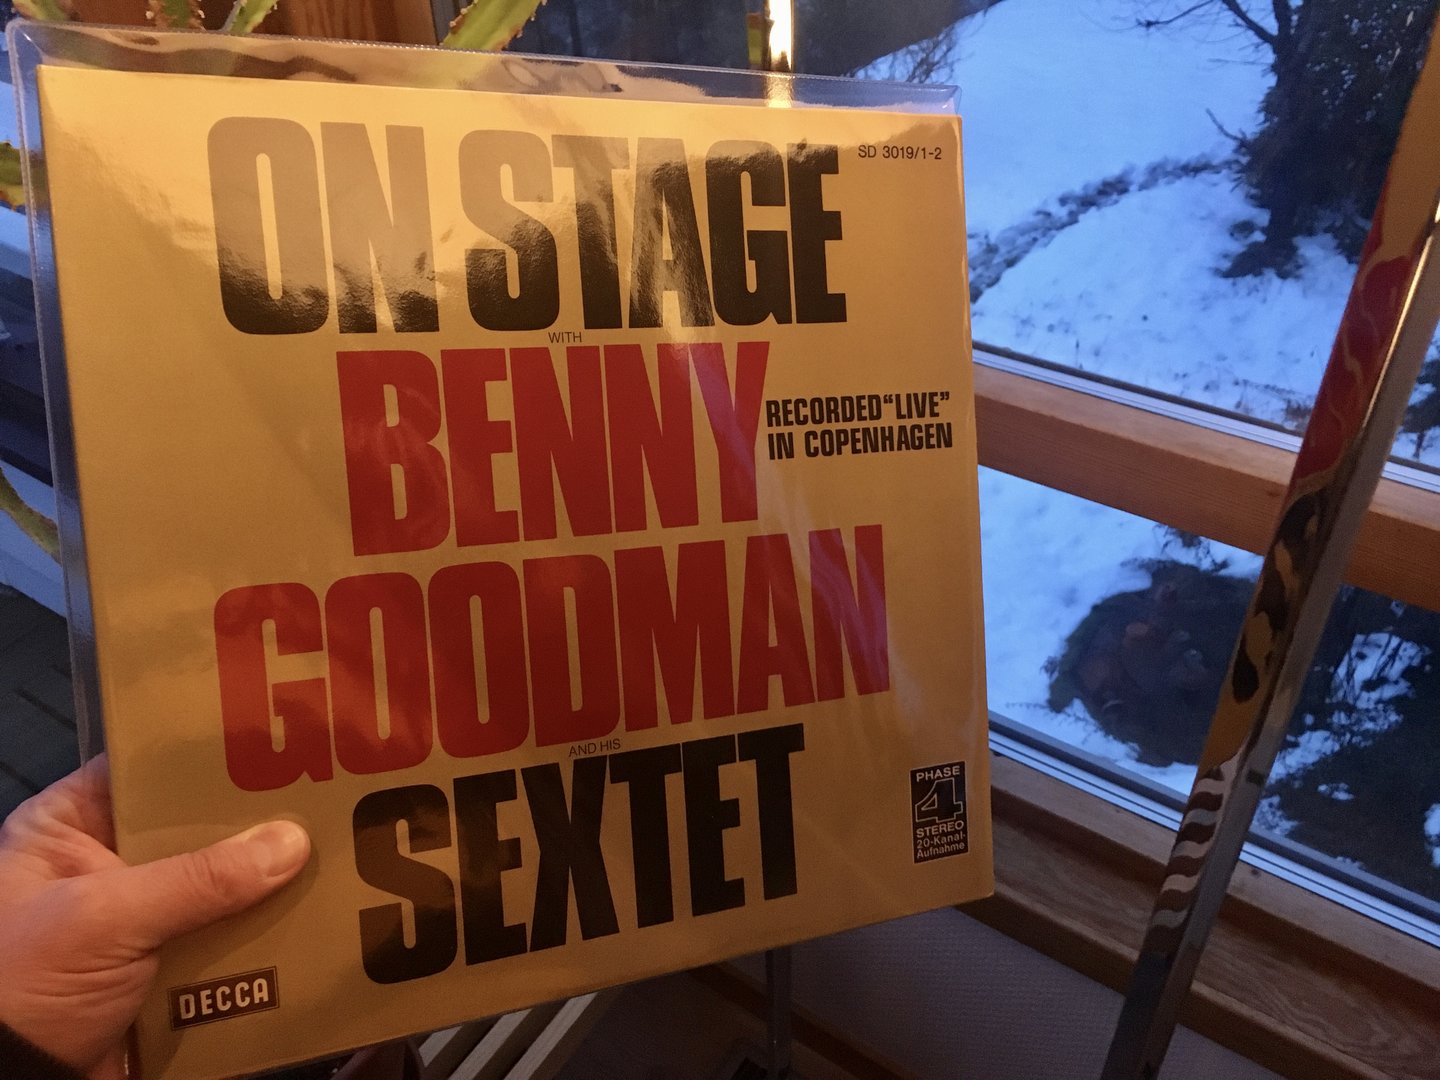 ON STAGE
SD 3019/1-2
WITH
BENNY
RECORDED "LIVE"
IN COPENHAGEN
GOODMAN
AND HIS
SEXTET
PHASE
4
STEREO
20-Kanal-
Aufnahme
DECCA